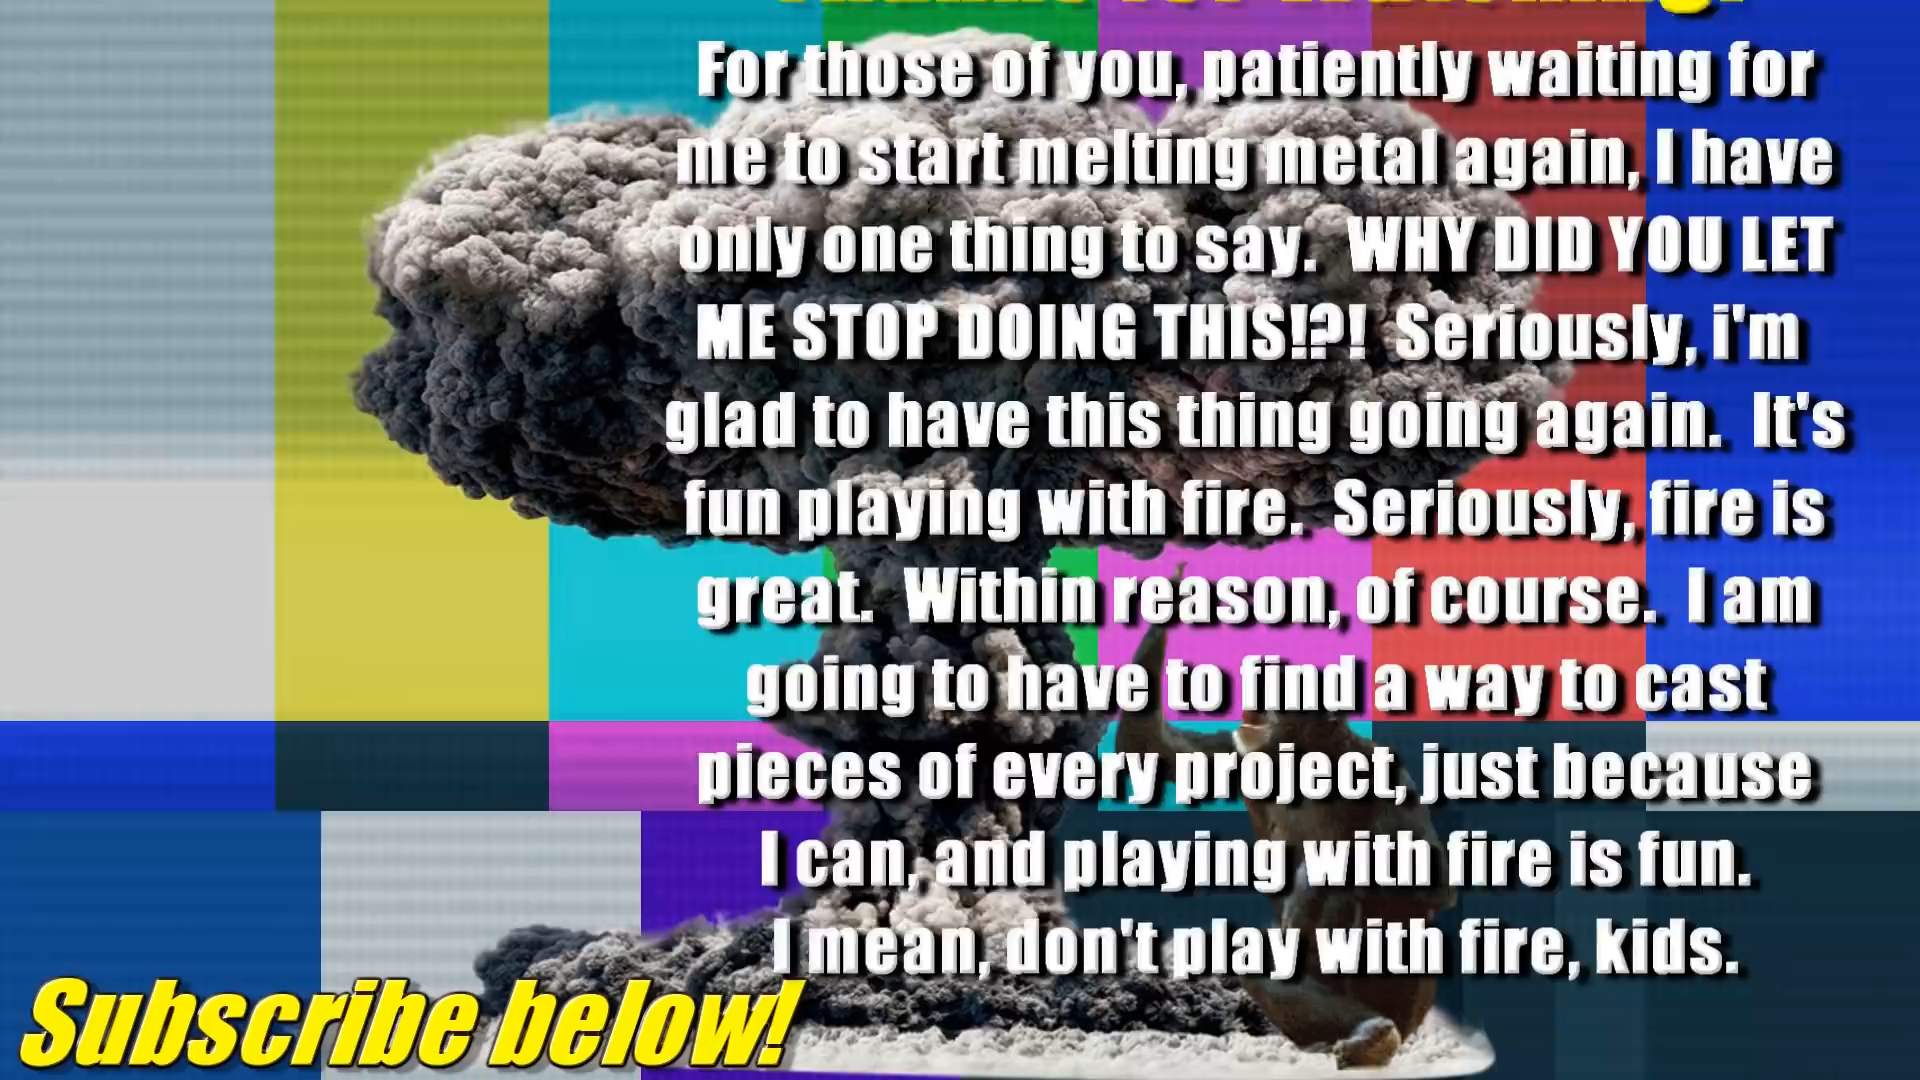 Thanks for watching!
For those of you, patiently waiting for
me to start melting metal again, I have
only one thing to say.  WHY DID YOU LET
ME STOP DOING THIS!?!  Seriously, i'm
glad to have this thing going again.  It's
fun playing with fire.  Seriously, fire is
great.  Within reason, of course.  I am
going to have to find a way to cast
pieces of every project, just because
I can, and playing with fire is fun.
I mean, don't play with fire, kids.
Subscribe below!